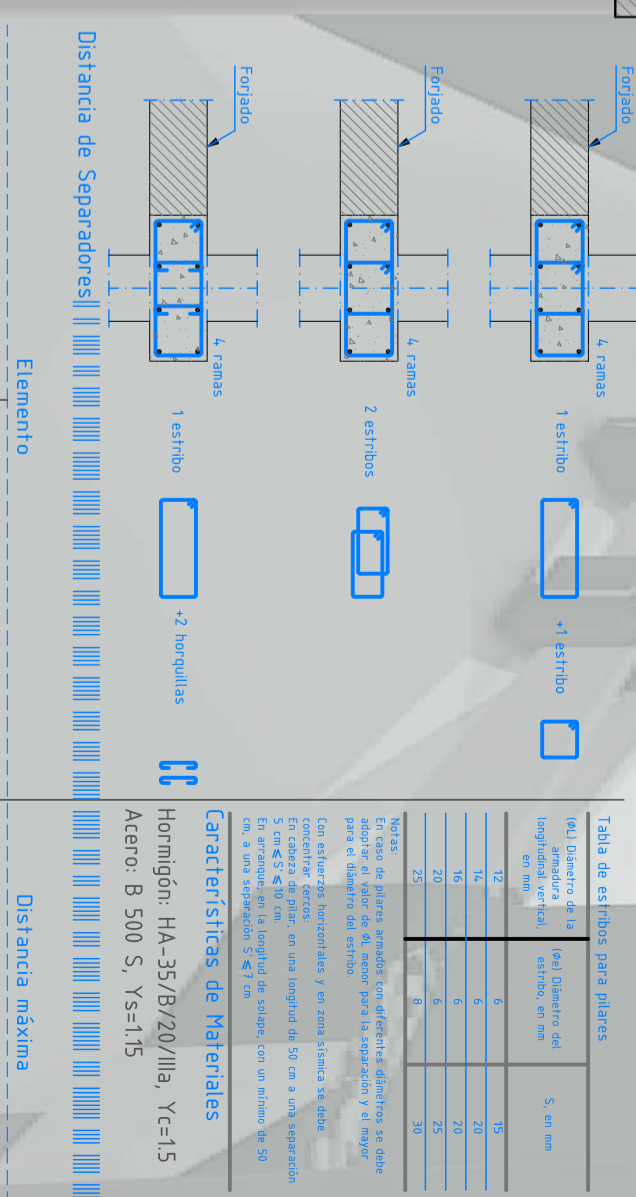 Forjado
4 ramas
1 estribo
+1 estribo
Forjado
4 ramas
2 estribos
Forjado
4 ramas
1 estribo
+2 horquillas
Tabla de estribos para pilares
(ØL) Diámetro de la
armadura
longitudinal vertical,
en mm
(Øe) Diámetro del
estribo, en mm
S, en mm
12 6 15
14 6 20
16 6 20
20 6 25
25 8 30
Notas:
En caso de pilares armados con diferentes diámetros se debe
adoptar el valor de ØL menor para la separación y el mayor
para el diámetro del estribo.
Con esfuerzos horizontales y en zona sísmica se debe
concentrar cercos:
En cabeza de pilar, en una longitud de 50 cm a una separación
5 cm ≤ S' ≤ 10 cm.
En arranque, en la longitud de solape, con un mínimo de 50
cm, a una separación S' ≤ 7 cm
Características de Materiales
Hormigón: HA-35/B/20/IIIa, Yc=1.5
Acero: B 500 S, Ys=1.15
Distancia de Separadores
Elemento
Distancia máxima